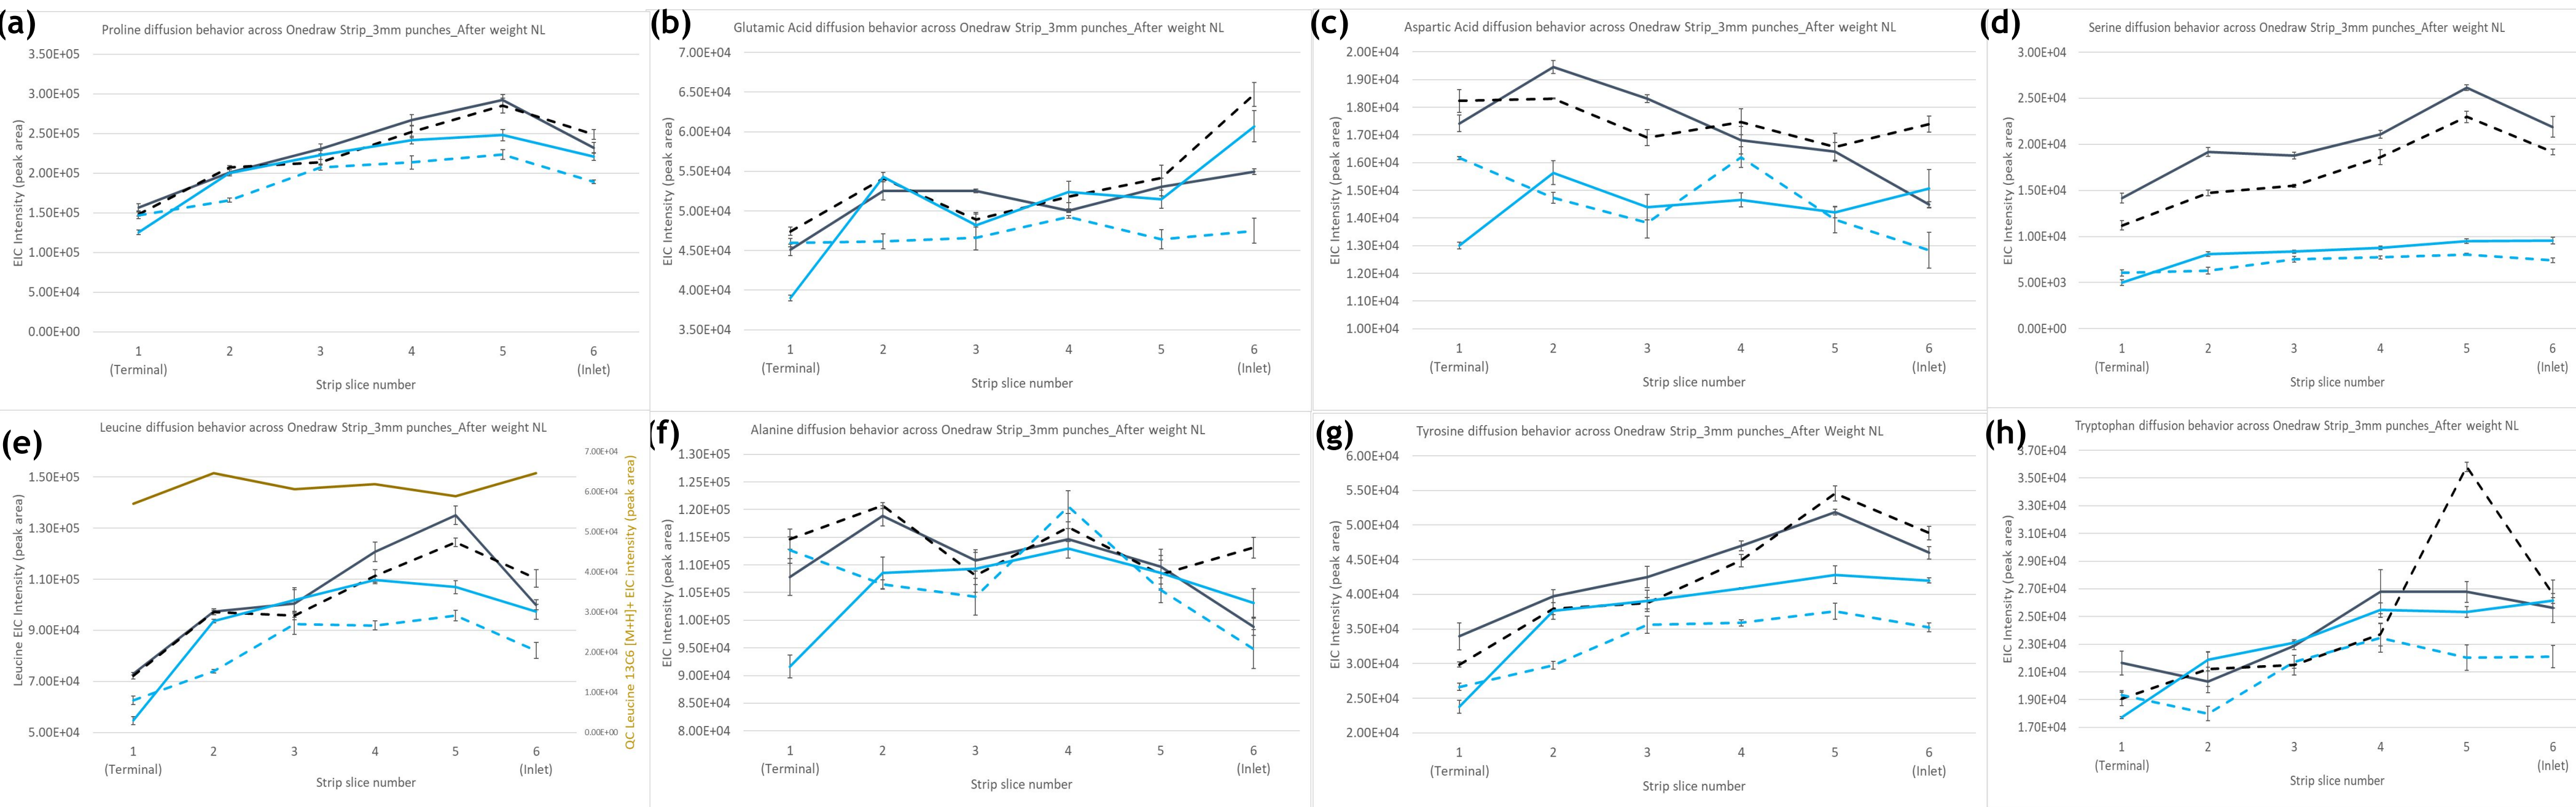 (a)
Proline diffusion behavior across Onedraw Strip_3mm punches_After weight NL
EIC Intensity (peak area)
3.50E+05
3.00E+05
2.50E+05
2.00E+05
1.50E+05
1.00E+05
5.00E+04
0.00E+00
1 2 3 4 5 6
(Terminal) (Inlet)
Strip slice number
(b)
Glutamic Acid diffusion behavior across Onedraw Strip_3mm punches_After weight NL
EIC Intensity (peak area)
7.00E+04
6.50E+04
6.00E+04
5.50E+04
5.00E+04
4.50E+04
4.00E+04
3.50E+04
1 2 3 4 5 6
(Terminal) (Inlet)
Strip slice number
(c)
Aspartic Acid diffusion behavior across Onedraw Strip_3mm punches_After weight NL
EIC Intensity (peak area)
2.00E+04
1.90E+04
1.80E+04
1.70E+04
1.60E+04
1.50E+04
1.40E+04
1.30E+04
1.20E+04
1.10E+04
1.00E+04
1 2 3 4 5 6
(Terminal) (Inlet)
Strip slice number
(d)
Serine diffusion behavior across Onedraw Strip_3mm punches_After weight NL
EIC Intensity (peak area)
3.00E+04
2.50E+04
2.00E+04
1.50E+04
1.00E+04
5.00E+03
0.00E+00
1 2 3 4 5 6
(Terminal) (Inlet)
Strip slice number
(e)
Leucine diffusion behavior across Onedraw Strip_3mm punches_After weight NL
Leucine EIC Intensity (peak area)
1.50E+05
1.30E+05
1.10E+05
9.00E+04
7.00E+04
5.00E+04
7.00E+04
6.00E+04
5.00E+04
4.00E+04
3.00E+04
2.00E+04
1.00E+04
0.00E+00
QC Leucine 13C6 [M+H]+ EIC intensity (peak area)
1 2 3 4 5 6
(Terminal) (Inlet)
Strip slice number
(f)
Alanine diffusion behavior across Onedraw Strip_3mm punches_After weight NL
EIC Intensity (peak area)
1.30E+05
1.25E+05
1.20E+05
1.15E+05
1.10E+05
1.05E+05
1.00E+05
9.50E+04
9.00E+04
8.50E+04
8.00E+04
1 2 3 4 5 6
(Terminal) (Inlet)
Strip slice number
(g)
Tyrosine diffusion behavior across Onedraw Strip_3mm punches_After Weight NL
EIC Intensity (peak area)
6.00E+04
5.50E+04
5.00E+04
4.50E+04
4.00E+04
3.50E+04
3.00E+04
2.50E+04
2.00E+04
1 2 3 4 5 6
(Terminal) (Inlet)
Strip slice number
(h)
Tryptophan diffusion behavior across Onedraw Strip_3mm punches_After weight NL
EIC Intensity (peak area)
3.70E+04
3.50E+04
3.30E+04
3.10E+04
2.90E+04
2.70E+04
2.50E+04
2.30E+04
2.10E+04
1.90E+04
1.70E+04
1 2 3 4 5 6
(Terminal) (Inlet)
Strip slice number